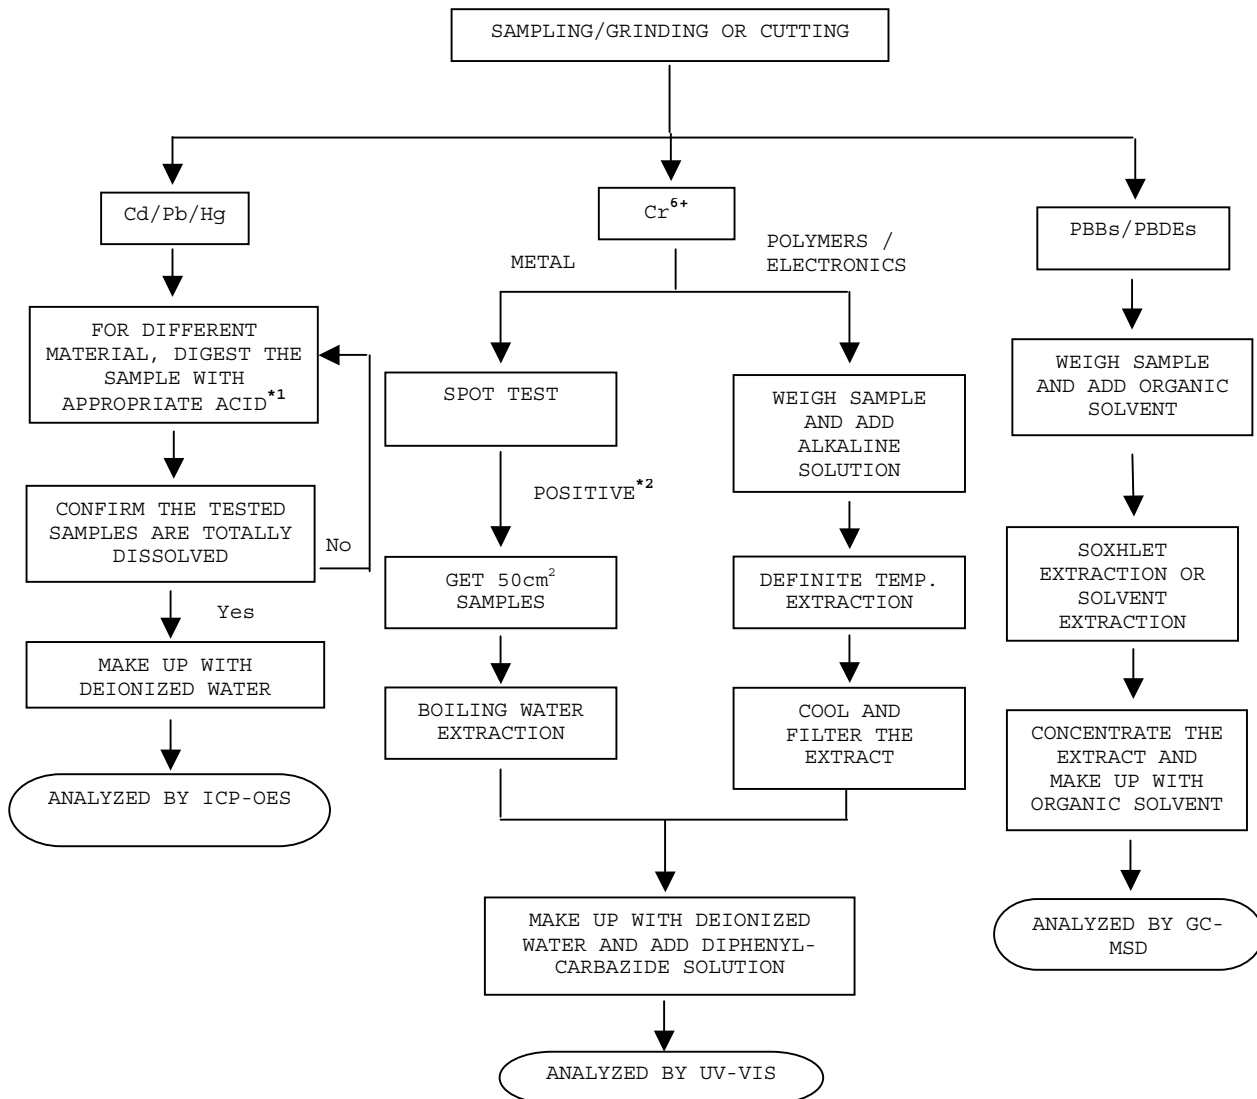 SAMPLING/GRINDING OR CUTTING
Cd/Pb/Hg
FOR DIFFERENT
MATERIAL, DIGEST THE
SAMPLE WITH
APPROPRIATE ACID*1
CONFIRM THE TESTED
SAMPLES ARE TOTALLY
DISSOLVED
No
Yes
MAKE UP WITH
DEIONIZED WATER
ANALYZED BY ICP-OES
Cr6+
METAL
POLYMERS /
ELECTRONICS
SPOT TEST
POSITIVE*2
GET 50cm2
SAMPLES
BOILING WATER
EXTRACTION
WEIGH SAMPLE
AND ADD
ALKALINE
SOLUTION
DEFINITE TEMP.
EXTRACTION
COOL AND
FILTER THE
EXTRACT
MAKE UP WITH DEIONIZED
WATER AND ADD DIPHENYL-
CARBAZIDE SOLUTION
ANALYZED BY UV-VIS
PBBs/PBDEs
WEIGH SAMPLE
AND ADD ORGANIC
SOLVENT
SOXHLET
EXTRACTION OR
SOLVENT
EXTRACTION
CONCENTRATE THE
EXTRACT AND
MAKE UP WITH
ORGANIC SOLVENT
ANALYZED BY GC-
MSD